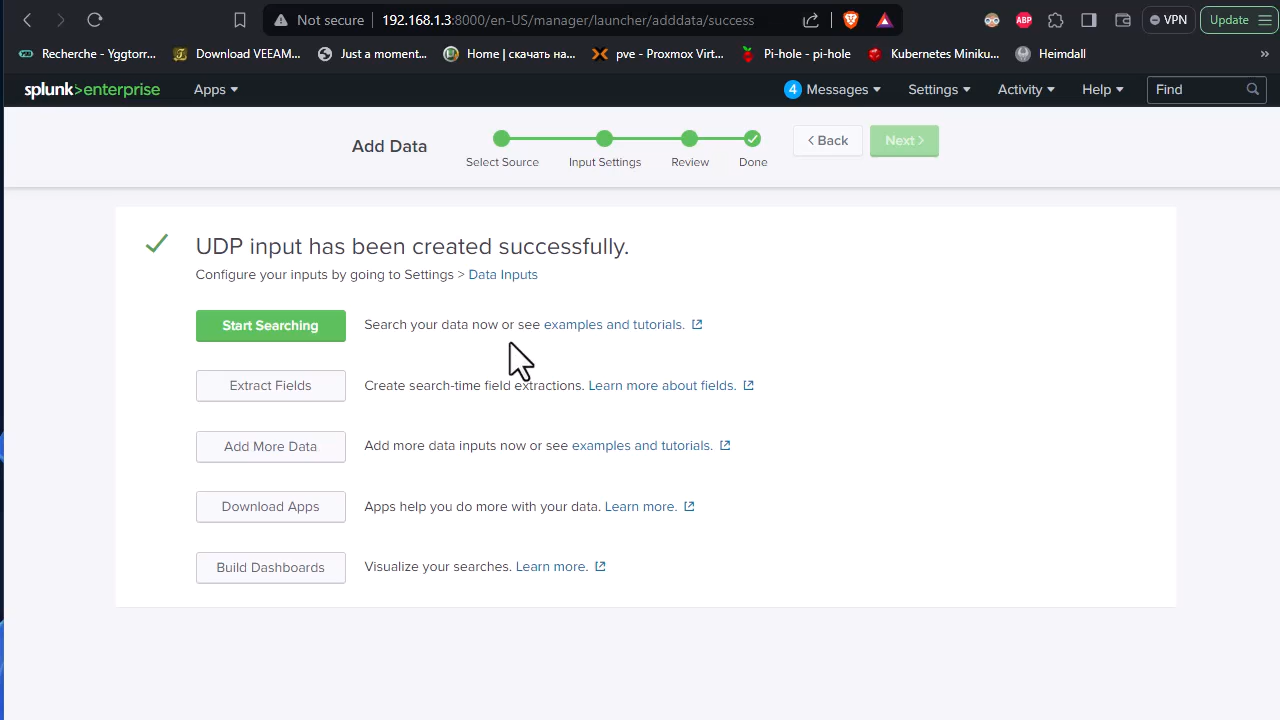 Not secure 192.168.1.3:8000/en-US/manager/launcher/adddata/success ABP VPN Update
Recherche - Yggtorr... Download VEEAM... Just a moment... Home | скачать на... pve - Proxmox Virt... Pi-hole - pi-hole Kubernetes Miniku... Heimdall »
splunk>enterprise Apps 4 Messages Settings Activity Help Find
Add Data Select Source Input Settings Review Done < Back Next >
UDP input has been created successfully.
Configure your inputs by going to Settings > Data Inputs
Start Searching Search your data now or see examples and tutorials.
Extract Fields Create search-time field extractions. Learn more about fields.
Add More Data Add more data inputs now or see examples and tutorials.
Download Apps Apps help you do more with your data. Learn more.
Build Dashboards Visualize your searches. Learn more.